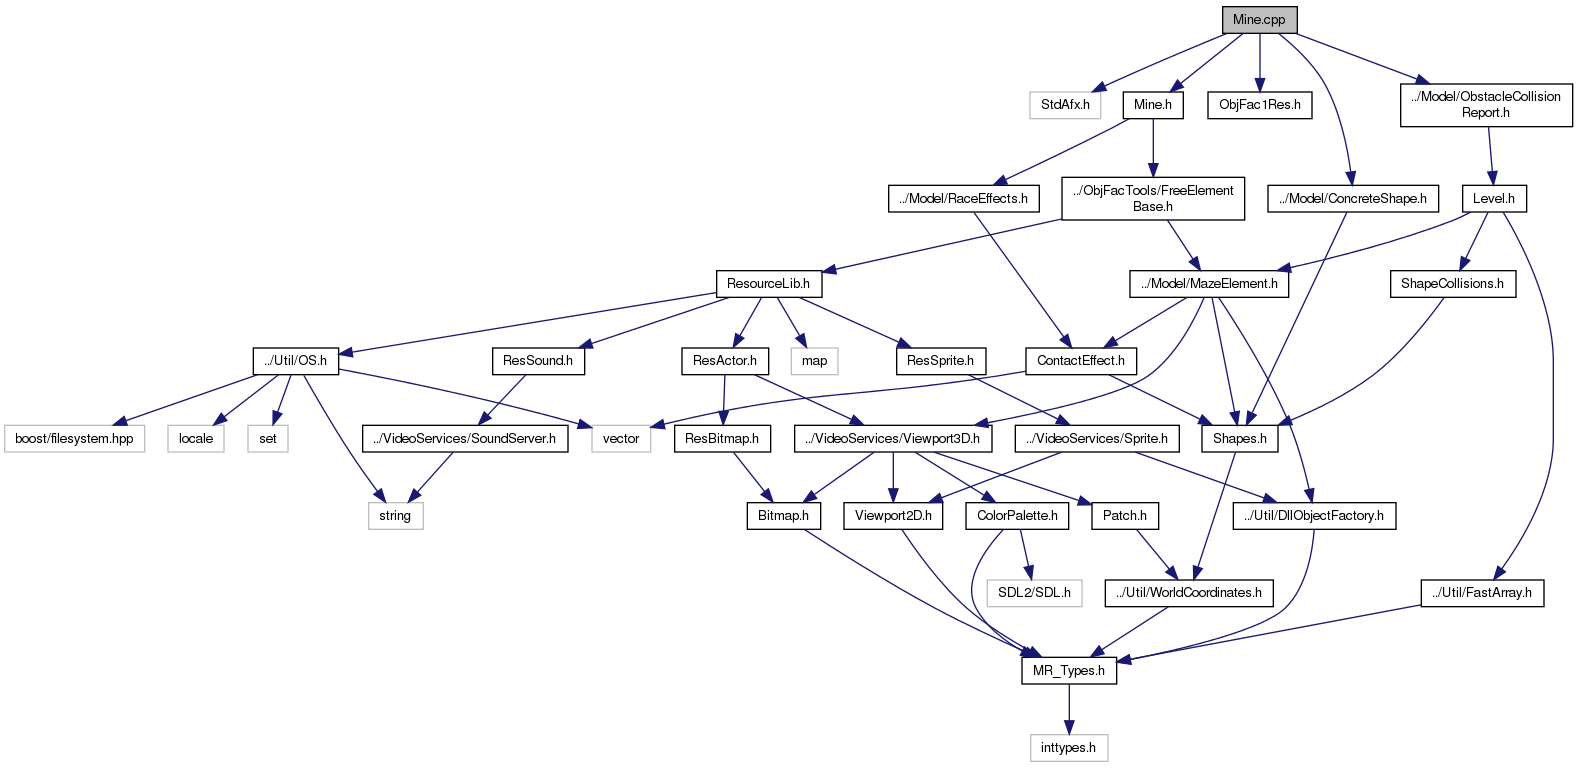 Mine.cpp
StdAfx.h
Mine.h
ObjFac1Res.h
../Model/ObstacleCollision
Report.h
../Model/RaceEffects.h
../ObjFacTools/FreeElement
Base.h
../Model/ConcreteShape.h
Level.h
ResourceLib.h
../Model/MazeElement.h
ShapeCollisions.h
../Util/OS.h
ResSound.h
ResActor.h
map
ResSprite.h
ContactEffect.h
boost/filesystem.hpp
locale
set
../VideoServices/SoundServer.h
vector
ResBitmap.h
../VideoServices/Viewport3D.h
../VideoServices/Sprite.h
Shapes.h
string
Bitmap.h
Viewport2D.h
ColorPalette.h
Patch.h
../Util/DllObjectFactory.h
SDL2/SDL.h
../Util/WorldCoordinates.h
../Util/FastArray.h
MR_Types.h
inttypes.h